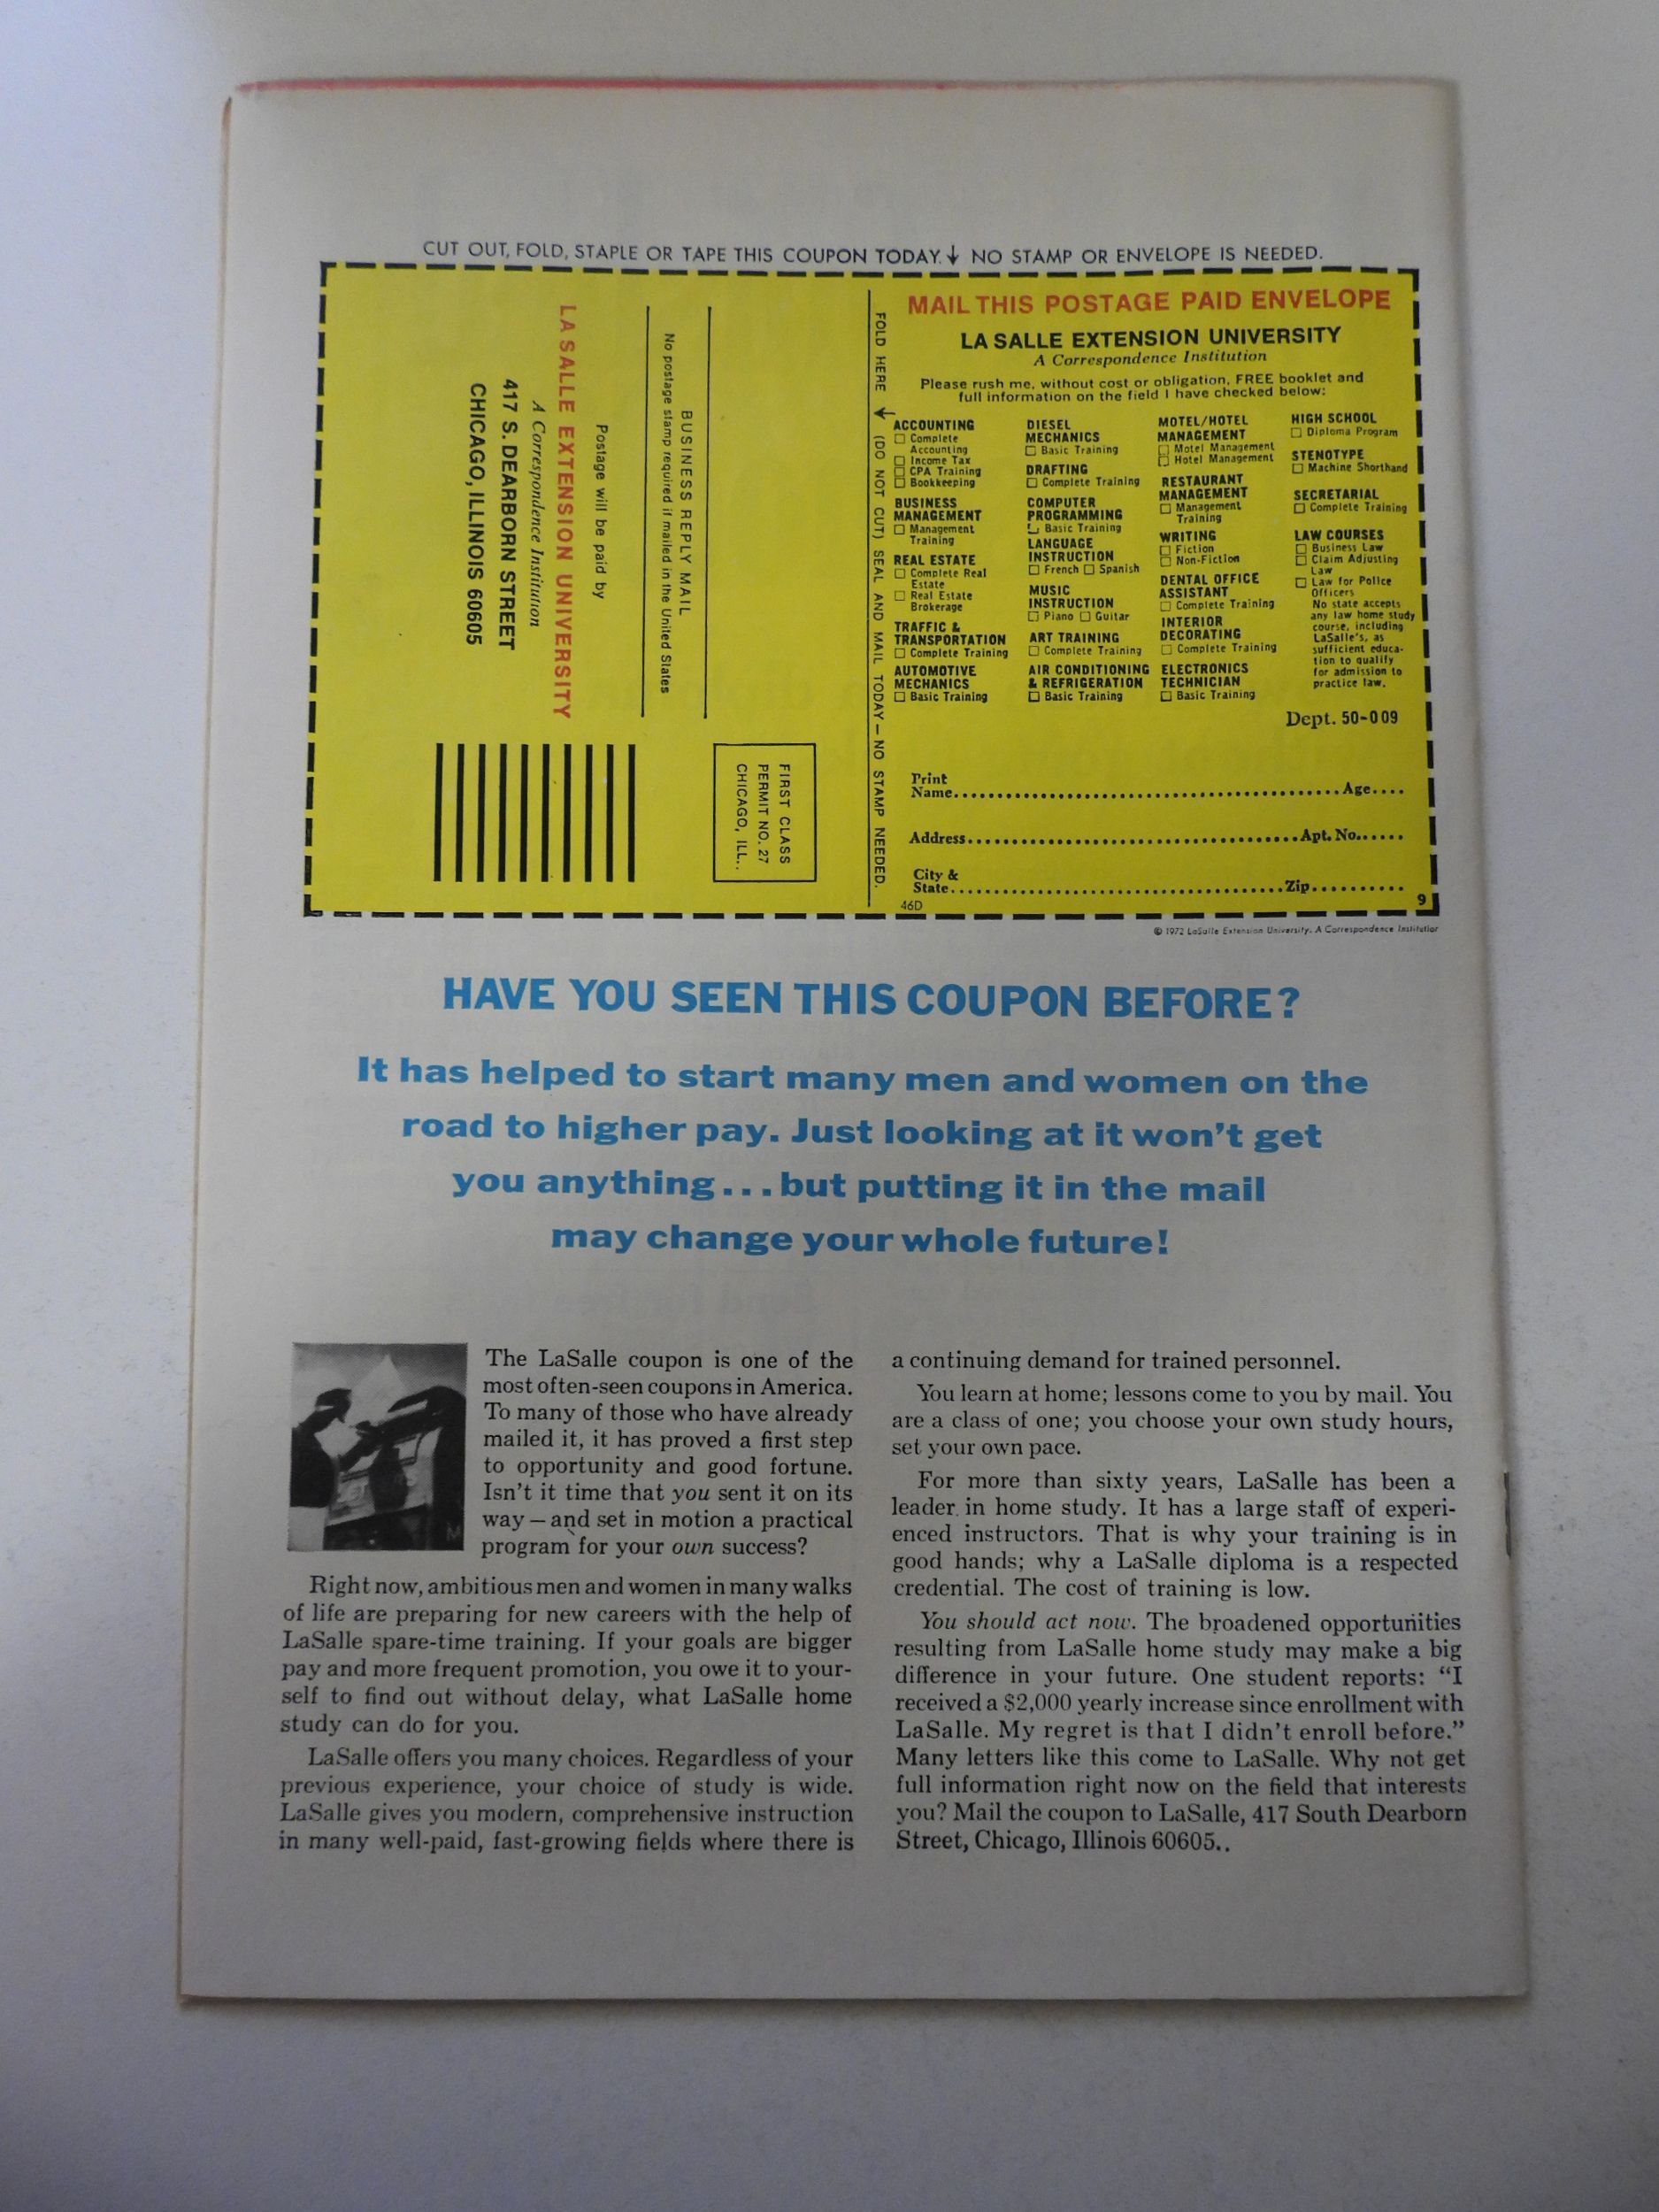 CUT OUT, FOLD, STAPLE OR TAPE THIS COUPON TODAY.↓ NO STAMP OR ENVELOPE IS NEEDED.
BUSINESS REPLY MAIL
No postage stamp required if mailed in the United States
Postage will be paid by
LA SALLE EXTENSION UNIVERSITY
A Correspondence Institution
417 S. DEARBORN STREET
CHICAGO, ILLINOIS 60605
FIRST CLASS
PERMIT NO. 27
CHICAGO, ILL..
FOLD HERE (DO NOT CUT) SEAL AND MAIL TODAY — NO STAMP NEEDED.
MAIL THIS POSTAGE PAID ENVELOPE
LA SALLE EXTENSION UNIVERSITY
A Correspondence Institution
Please rush me, without cost or obligation, FREE booklet and
full information on the field I have checked below:
ACCOUNTING
☐ Complete
Accounting
☐ Income Tax
☐ CPA Training
☐ Bookkeeping
BUSINESS
MANAGEMENT
☐ Management
Training
REAL ESTATE
☐ Complete Real
Estate
☐ Real Estate
Brokerage
TRAFFIC &
TRANSPORTATION
☐ Complete Training
AUTOMOTIVE
MECHANICS
☐ Basic Training
DIESEL
MECHANICS
☐ Basic Training
DRAFTING
☐ Complete Training
COMPUTER
PROGRAMMING
☐ Basic Training
LANGUAGE
INSTRUCTION
☐ French ☐ Spanish
MUSIC
INSTRUCTION
☐ Piano ☐ Guitar
ART TRAINING
☐ Complete Training
AIR CONDITIONING
& REFRIGERATION
☐ Basic Training
MOTEL/HOTEL
MANAGEMENT
☐ Motel Management
☐ Hotel Management
RESTAURANT
MANAGEMENT
☐ Management
Training
WRITING
☐ Fiction
☐ Non-Fiction
DENTAL OFFICE
ASSISTANT
☐ Complete Training
INTERIOR
DECORATING
☐ Complete Training
ELECTRONICS
TECHNICIAN
☐ Basic Training
HIGH SCHOOL
☐ Diploma Program
STENOTYPE
☐ Machine Shorthand
SECRETARIAL
☐ Complete Training
LAW COURSES
☐ Business Law
☐ Claim Adjusting
Law
☐ Law for Police
Officers
No state accepts
any law home study
course, including
LaSalle's, as
sufficient educa-
tion to qualify
for admission to
practice law.
Dept. 50-009
Print
Name..........Age....
Address..........Apt. No......
City &
State..........Zip..........
46D
9
© 1972 LaSalle Extension University. A Correspondence Institution
HAVE YOU SEEN THIS COUPON BEFORE?
It has helped to start many men and women on the
road to higher pay. Just looking at it won't get
you anything...but putting it in the mail
may change your whole future!
The LaSalle coupon is one of the
most often-seen coupons in America.
To many of those who have already
mailed it, it has proved a first step
to opportunity and good fortune.
Isn't it time that you sent it on its
way—and set in motion a practical
program for your own success?
Right now, ambitious men and women in many walks
of life are preparing for new careers with the help of
LaSalle spare-time training. If your goals are bigger
pay and more frequent promotion, you owe it to your-
self to find out without delay, what LaSalle home
study can do for you.
LaSalle offers you many choices. Regardless of your
previous experience, your choice of study is wide.
LaSalle gives you modern, comprehensive instruction
in many well-paid, fast-growing fields where there is
a continuing demand for trained personnel.
You learn at home; lessons come to you by mail. You
are a class of one; you choose your own study hours,
set your own pace.
For more than sixty years, LaSalle has been a
leader in home study. It has a large staff of experi-
enced instructors. That is why your training is in
good hands; why a LaSalle diploma is a respected
credential. The cost of training is low.
You should act now. The broadened opportunities
resulting from LaSalle home study may make a big
difference in your future. One student reports: “I
received a $2,000 yearly increase since enrollment with
LaSalle. My regret is that I didn't enroll before.”
Many letters like this come to LaSalle. Why not get
full information right now on the field that interests
you? Mail the coupon to LaSalle, 417 South Dearborn
Street, Chicago, Illinois 60605..